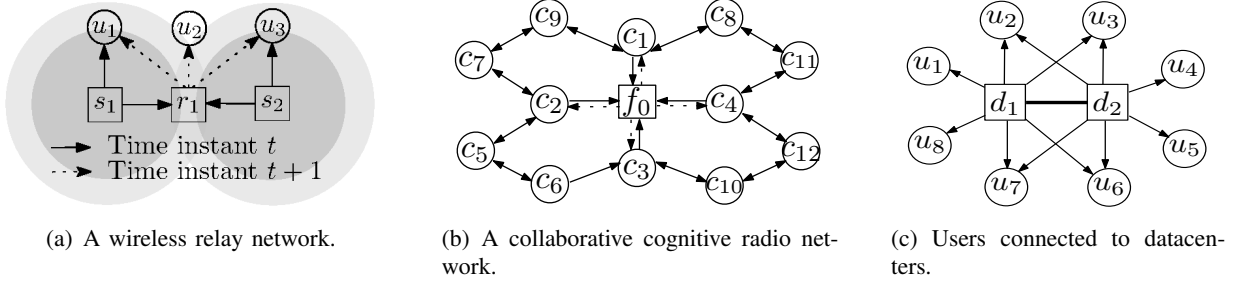 u1 u2 u3
s1 r1 s2
Time instant t
Time instant t + 1
(a) A wireless relay network.
c9 c8
c1
c7 c11
c2 f0 c4
c5 c3 c12
c6 c10
(b) A collaborative cognitive radio net-
work.
u2 u3
u1 u4
d1 d2
u8 u5
u7 u6
(c) Users connected to datacen-
ters.